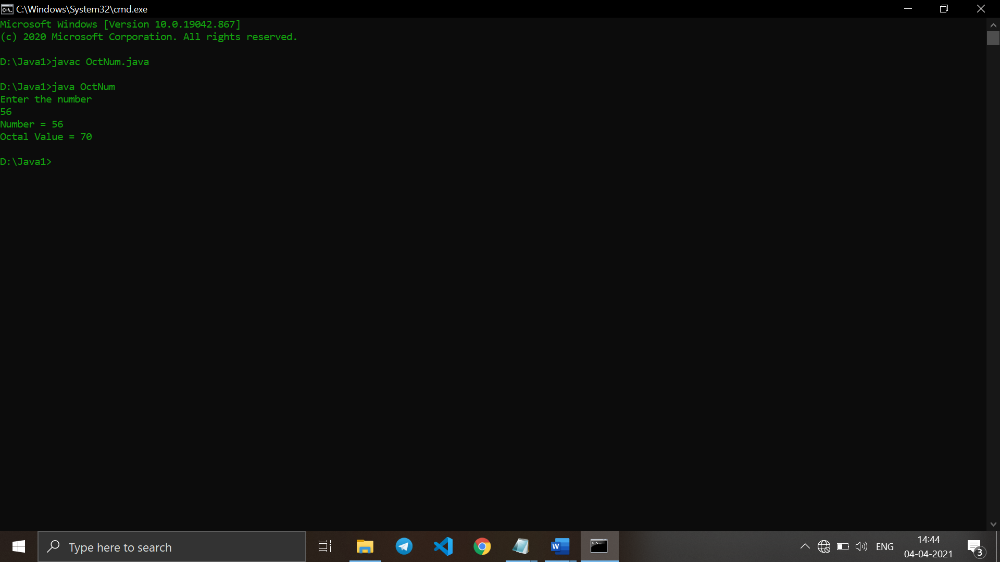 C:\Windows\System32\cmd.exe
Microsoft Windows [Version 10.0.19042.867]
(c) 2020 Microsoft Corporation. All rights reserved.
D:\Java1>javac OctNum.java
D:\Java1>java OctNum
Enter the number
56
Number = 56
Octal Value = 70
D:\Java1>
Type here to search
ENG
14:44
04-04-2021
3